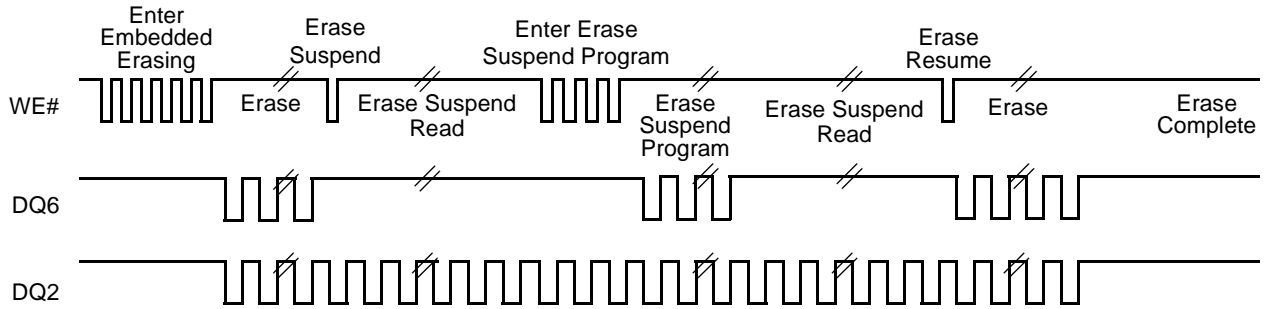 Enter
Embedded
Erasing
Erase
Suspend
Enter Erase
Suspend Program
Erase
Resume
WE#
Erase
Erase Suspend
Read
Erase
Suspend
Program
Erase Suspend
Read
Erase
Erase
Complete
DQ6
DQ2